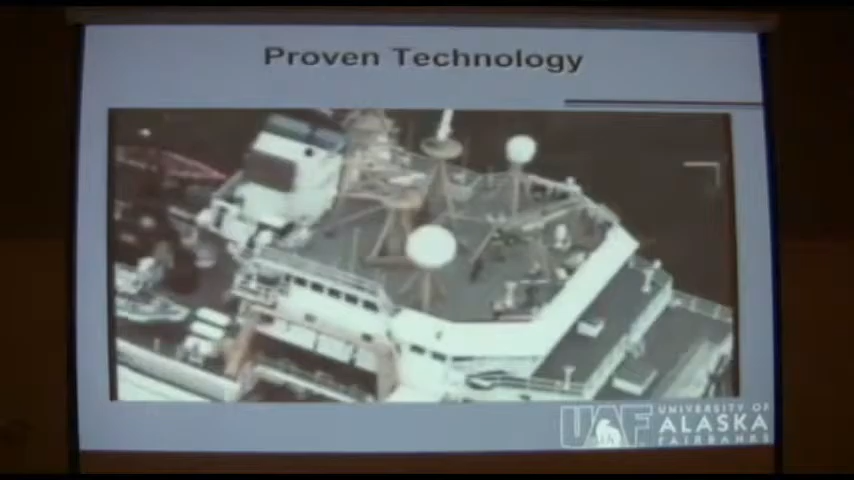 Proven Technology
UAF
UNIVERSITY OF
ALASKA
FAIRBANKS